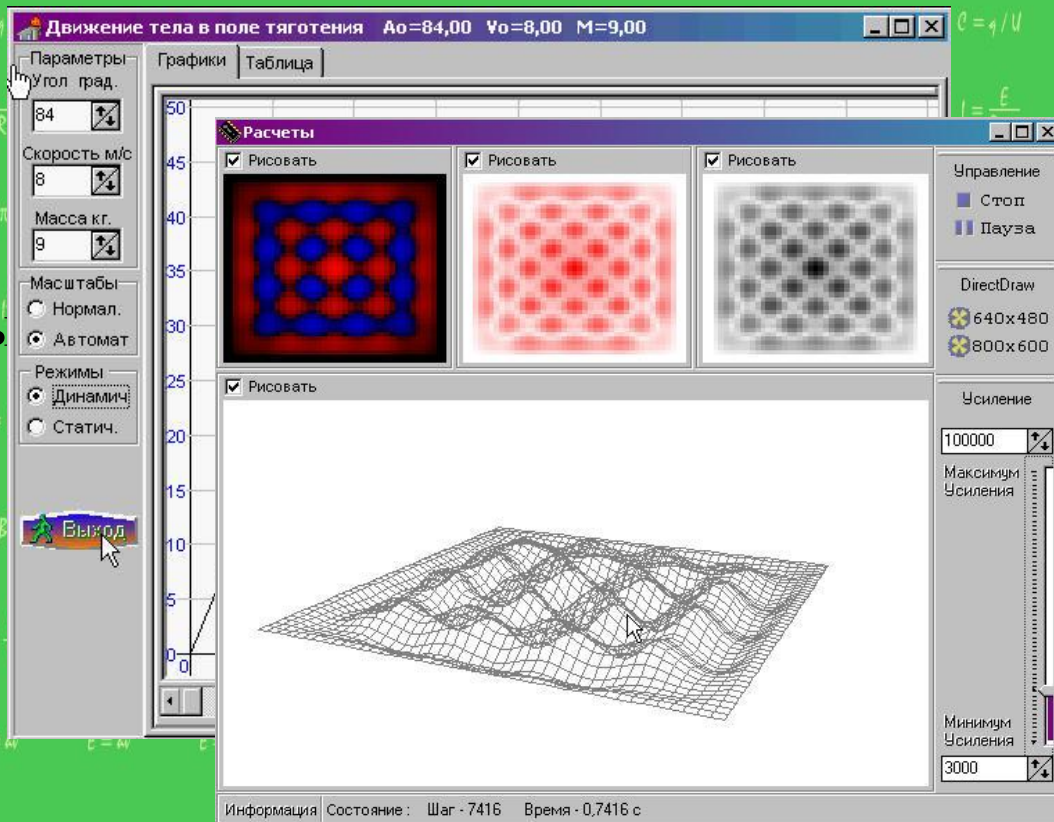 Движение тела в поле тяготения Ao=84,00 Vo=8,00 M=9,00
Параметры
Угол град.
84
Скорость м/с
8
Масса кг.
9
Масштабы
Нормал.
Автомат
Режимы
Динамич
Статич.
Выход
Графики Таблица
50
45
40
35
30
25
20
15
10
5
0
0
Расчеты
Рисовать Рисовать Рисовать
Рисовать
Управление
Стоп
Пауза
DirectDraw
640x480
800x600
Усиление
100000
Максимум
Усиления
Минимум
Усиления
3000
Информация Состояние : Шаг - 7416 Время - 0,7416 с
C = q/U